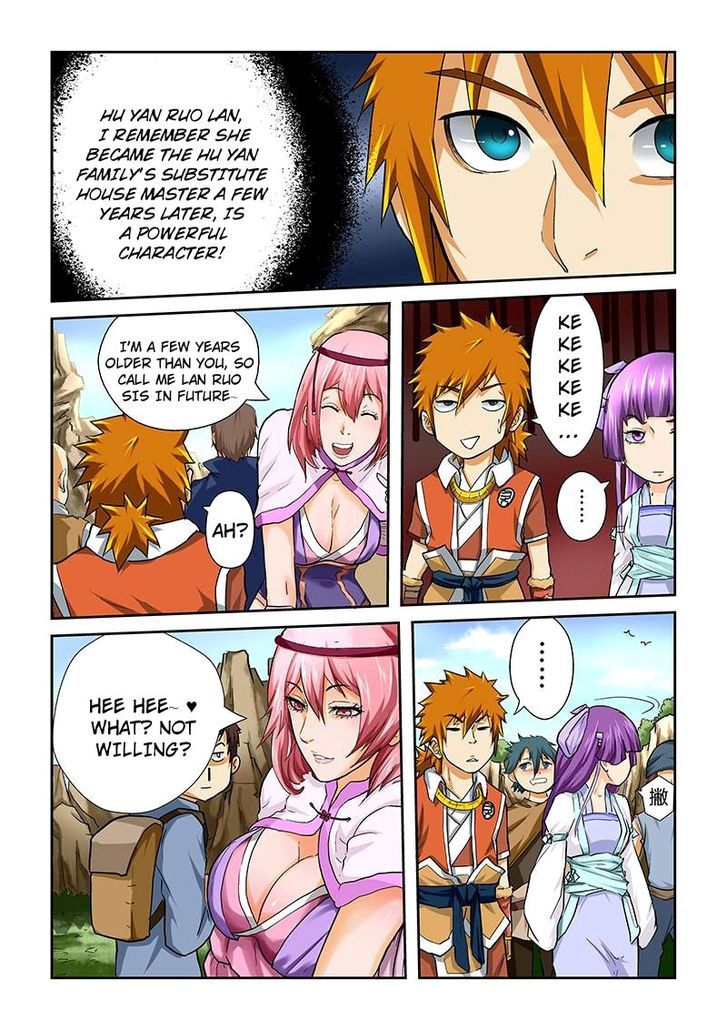 HU YAN RUO LAN,
I REMEMBER SHE
BECAME THE HU YAN
FAMILY'S SUBSTITUTE
HOUSE MASTER A FEW
YEARS LATER, IS
A POWERFUL
CHARACTER!
I'M A FEW YEARS
OLDER THAN YOU, SO
CALL ME LAN RUO
SIS IN FUTURE~
AH?
KE
KE
KE
KE
KE
...
......
HEE HEE~ ♥
WHAT? NOT
WILLING?
....
撇